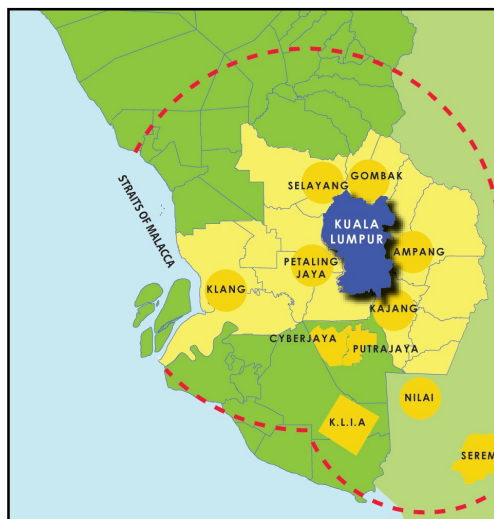 STRAITS OF MALACCA
SELAYANG
GOMBAK
KUALA
LUMPUR
PETALING
JAYA
AMPANG
KLANG
KAJANG
CYBERJAYA
PUTRAJAYA
NILAI
K.L.I.A
SEREM